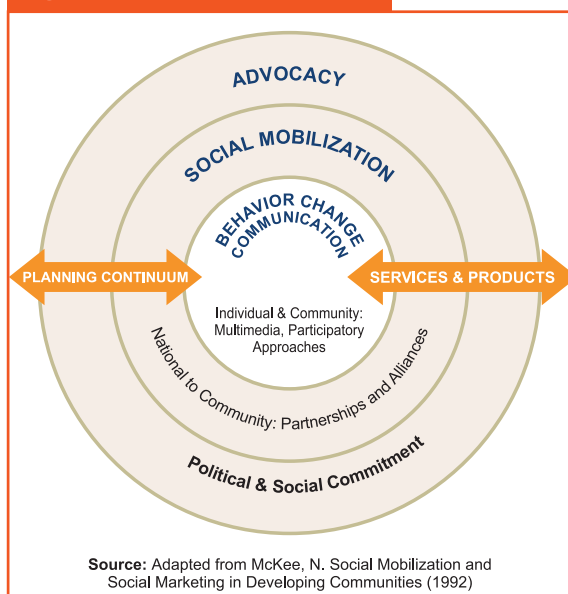 ADVOCACY
SOCIAL MOBILIZATION
BEHAVIOR CHANGE
COMMUNICATION
PLANNING CONTINUUM
SERVICES & PRODUCTS
Individual & Community:
Multimedia, Participatory
Approaches
National to Community: Partnerships and Alliances
Political & Social Commitment
Source: Adapted from McKee, N. Social Mobilization and
Social Marketing in Developing Communities (1992)